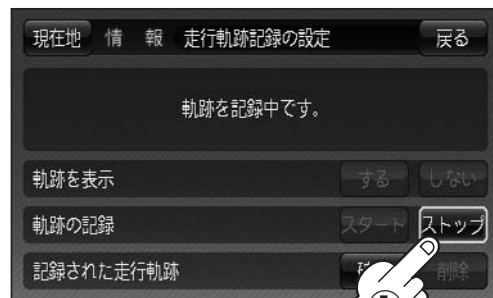 現在地 情 報 走行軌跡記録の設定 戻る
軌跡を記録中です。
軌跡を表示 する しない
軌跡の記録 スタート ストップ
記録された走行軌跡 削除